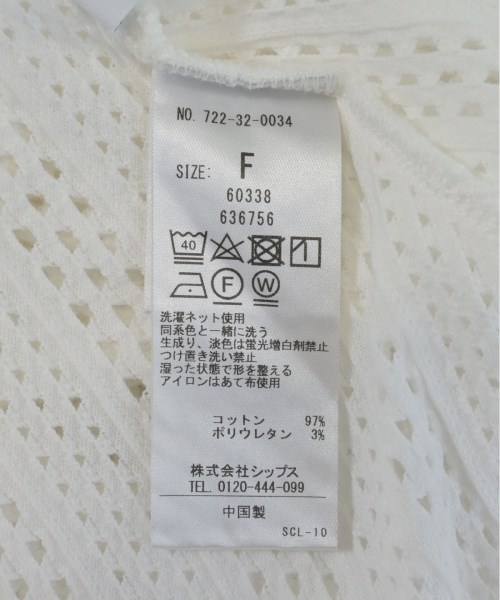 NO. 722-32-0034
SIZE: F
60338
636756
40
F W
洗濯ネット使用
同系色と一緒に洗う
生成り、淡色は蛍光増白剤禁止
つけ置き洗い禁止
湿った状態で形を整える
アイロンはあて布使用
コットン 97%
ポリウレタン 3%
株式会社シップス
TEL. 0120-444-099
中国製
SCL-10